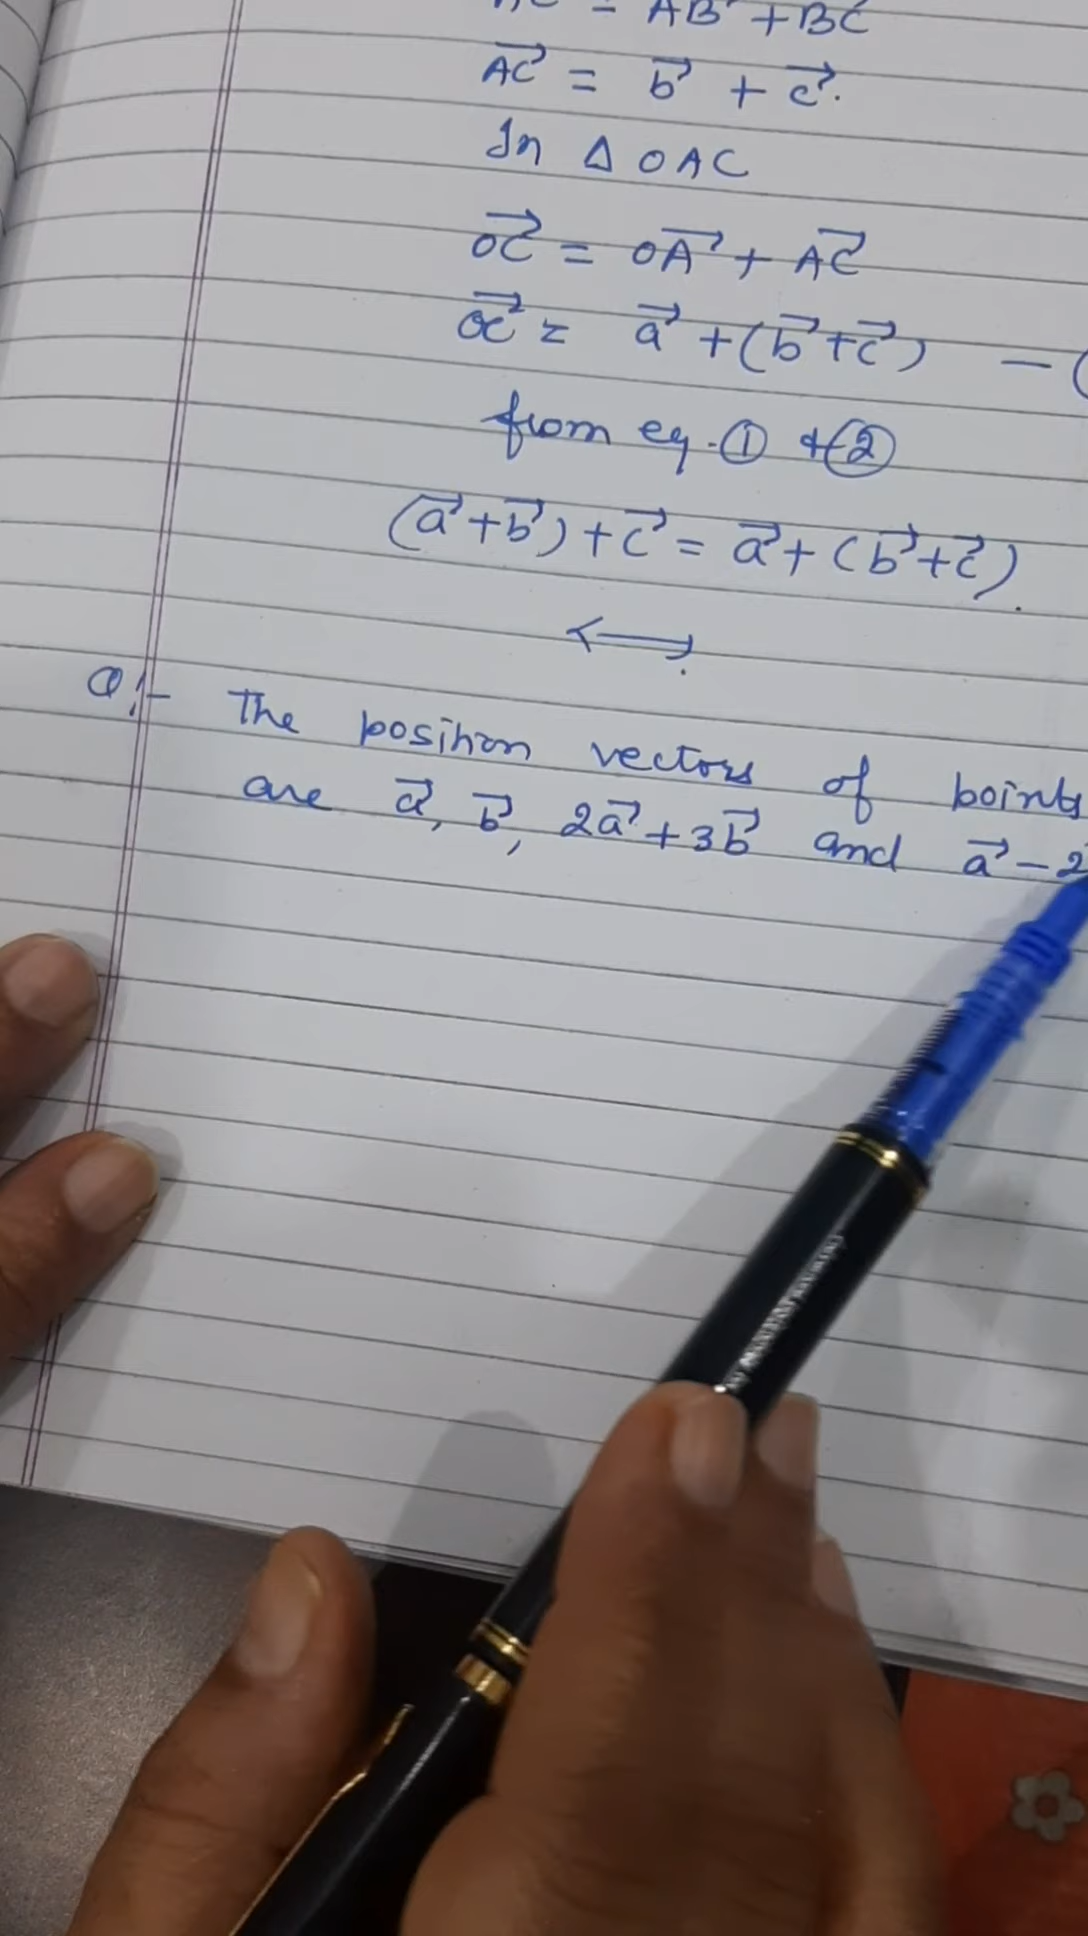 = AB + BC
AC⃗ = b⃗ + c⃗.
In Δ OAC
OC⃗ = OA⃗ + AC⃗
OC⃗ = a⃗ + (b⃗ + c⃗) – (
from eq. ① & ②
(a⃗ + b⃗) + c⃗ = a⃗ + (b⃗ + c⃗).
Q:- The position vectors of points
are a⃗, b⃗, 2a⃗ + 3b⃗ and a⃗ – 2